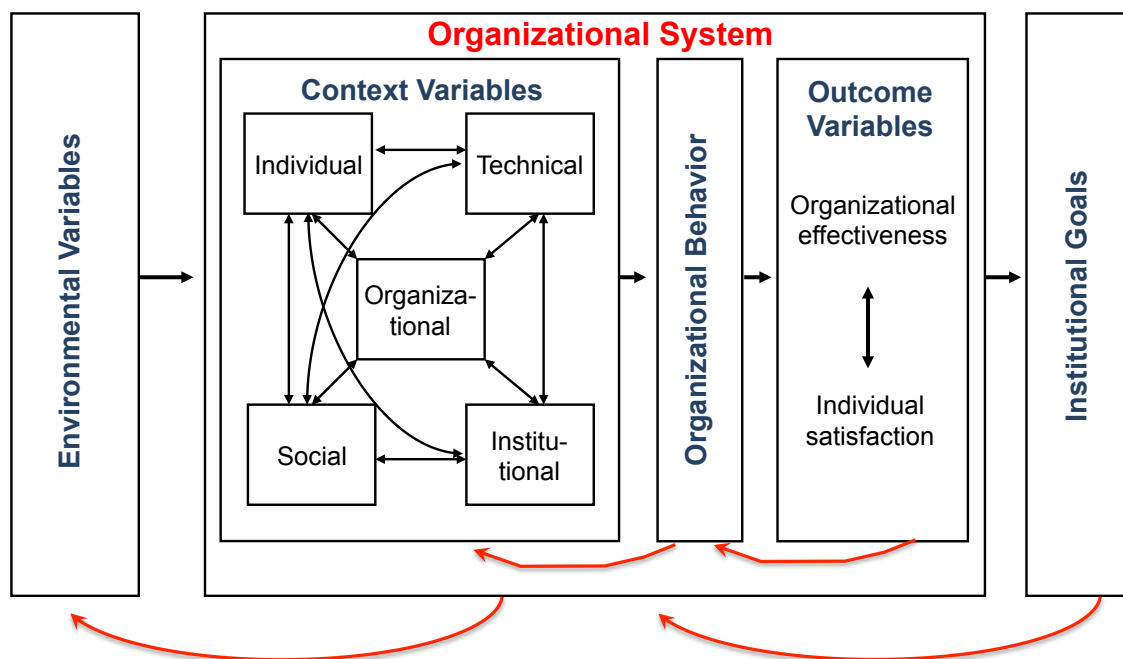 Organizational System
Environmental Variables
Context Variables
Individual
Technical
Organiza-
tional
Social
Institu-
tional
Organizational Behavior
Outcome
Variables
Organizational
effectiveness
Individual
satisfaction
Institutional Goals